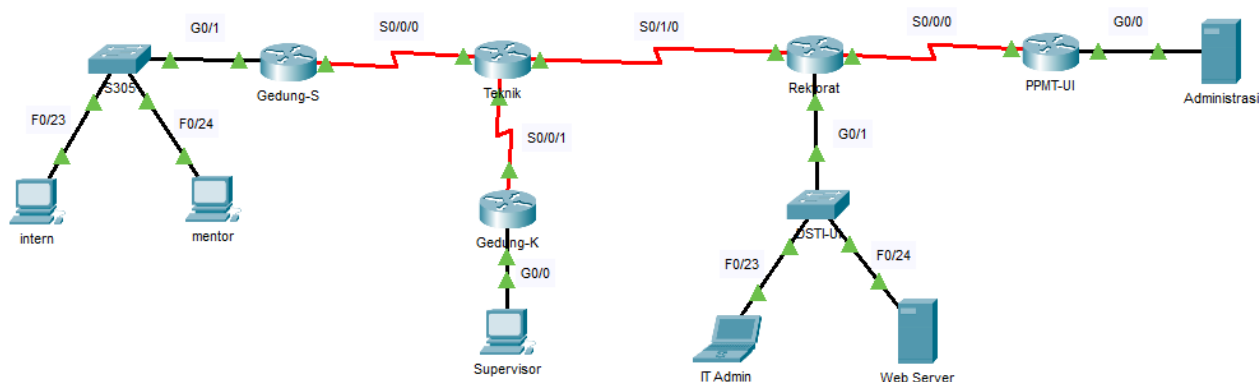 G0/1
S0/0/0
S0/1/0
S0/0/0
G0/0
S305
Gedung-S
Teknik
Rektorat
PPMT-UI
Administrasi
F0/23
F0/24
S0/0/1
G0/1
intern
mentor
Gedung-K
DSTI-UI
G0/0
F0/23
F0/24
Supervisor
IT Admin
Web Server